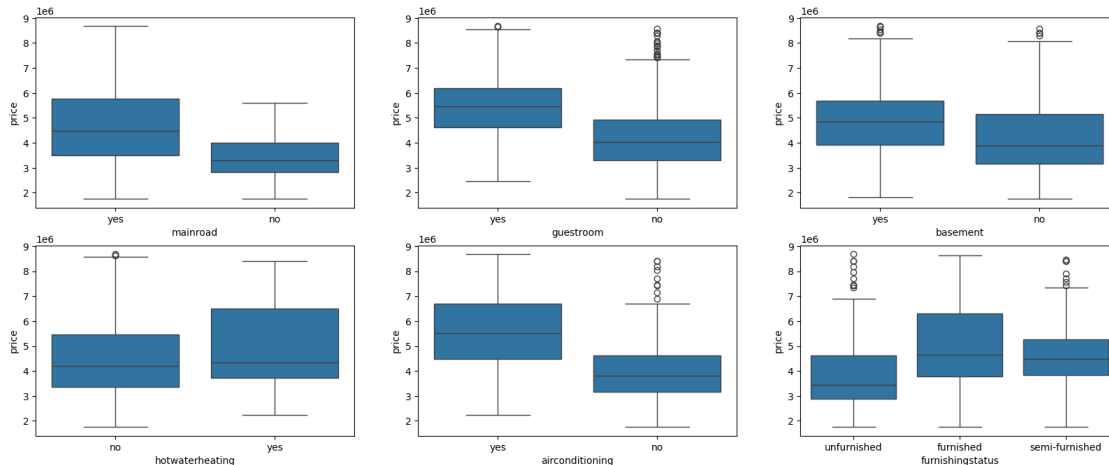 1e6
9
8
7
6
5
4
3
2
price
yes no
mainroad
1e6
9
8
7
6
5
4
3
2
price
yes no
guestroom
1e6
9
8
7
6
5
4
3
2
price
yes no
basement
1e6
9
8
7
6
5
4
3
2
price
no yes
hotwaterheating
1e6
9
8
7
6
5
4
3
2
price
yes no
airconditioning
1e6
9
8
7
6
5
4
3
2
price
unfurnished furnished semi-furnished
furnishingstatus